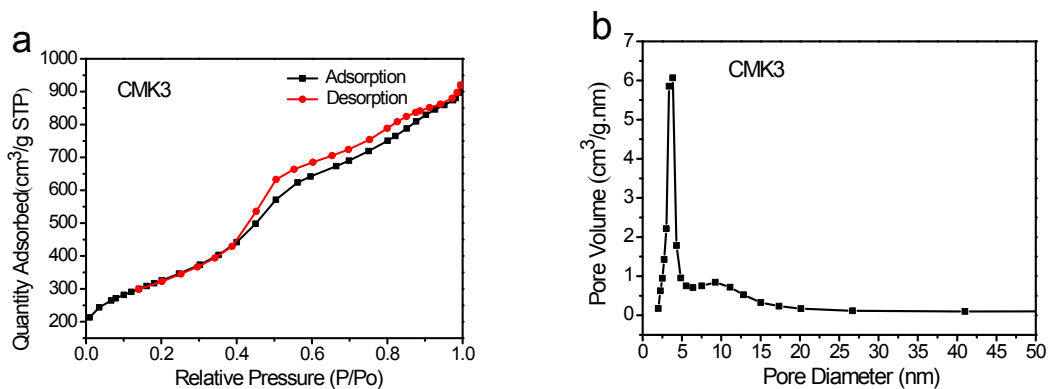 a
CMK3
Adsorption
Desorption
Quantity Adsorbed(cm³/g STP)
1000
900
800
700
600
500
400
300
200
0.0 0.2 0.4 0.6 0.8 1.0
Relative Pressure (P/Po)
b
CMK3
Pore Volume (cm³/g.nm)
7
6
5
4
3
2
1
0
0 5 10 15 20 25 30 35 40 45 50
Pore Diameter (nm)